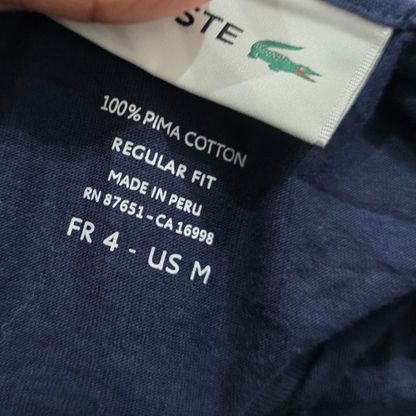 STE
100% PIMA COTTON
REGULAR FIT
MADE IN PERU
RN 87651 - CA 16998
FR 4 - US M